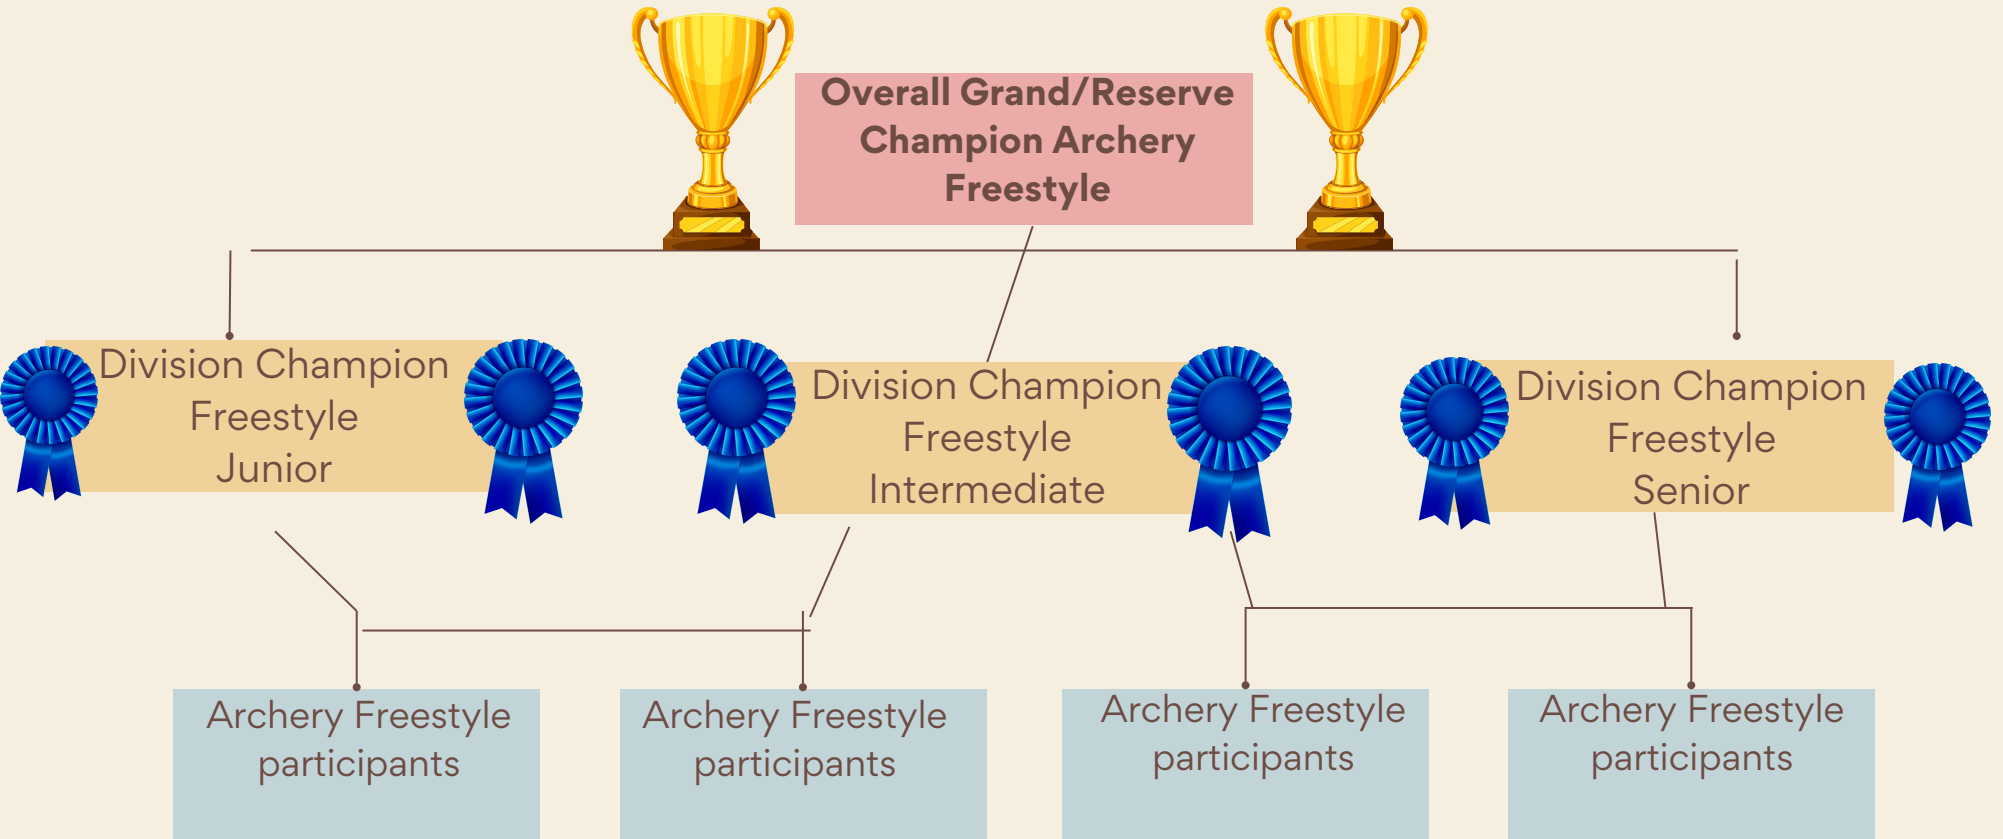 Overall Grand/Reserve
Champion Archery
Freestyle
Division Champion
Freestyle
Junior
Division Champion
Freestyle
Intermediate
Division Champion
Freestyle
Senior
Archery Freestyle
participants
Archery Freestyle
participants
Archery Freestyle
participants
Archery Freestyle
participants